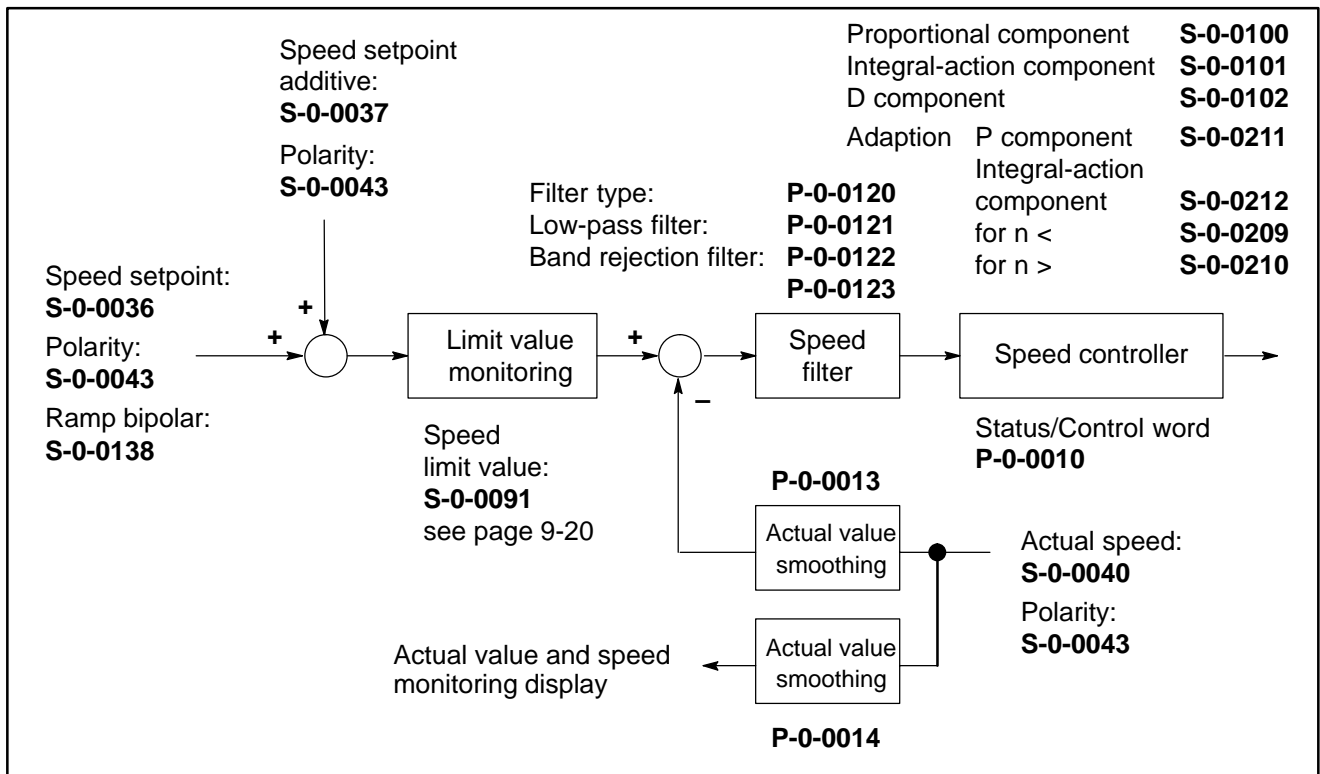 Speed setpoint
additive:
S-0-0037
Polarity:
S-0-0043
Proportional component S-0-0100
Integral-action component S-0-0101
D component S-0-0102
Adaption P component S-0-0211
Integral-action
component S-0-0212
for n < S-0-0209
for n > S-0-0210
Filter type: P-0-0120
Low-pass filter: P-0-0121
Band rejection filter: P-0-0122
P-0-0123
Speed setpoint:
S-0-0036
Polarity:
S-0-0043
Ramp bipolar:
S-0-0138
+
+
Limit value
monitoring
+
–
Speed
filter
Speed controller
Speed
limit value:
S-0-0091
see page 9-20
Status/Control word
P-0-0010
P-0-0013
Actual value
smoothing
Actual speed:
S-0-0040
Polarity:
S-0-0043
Actual value and speed
monitoring display
Actual value
smoothing
P-0-0014